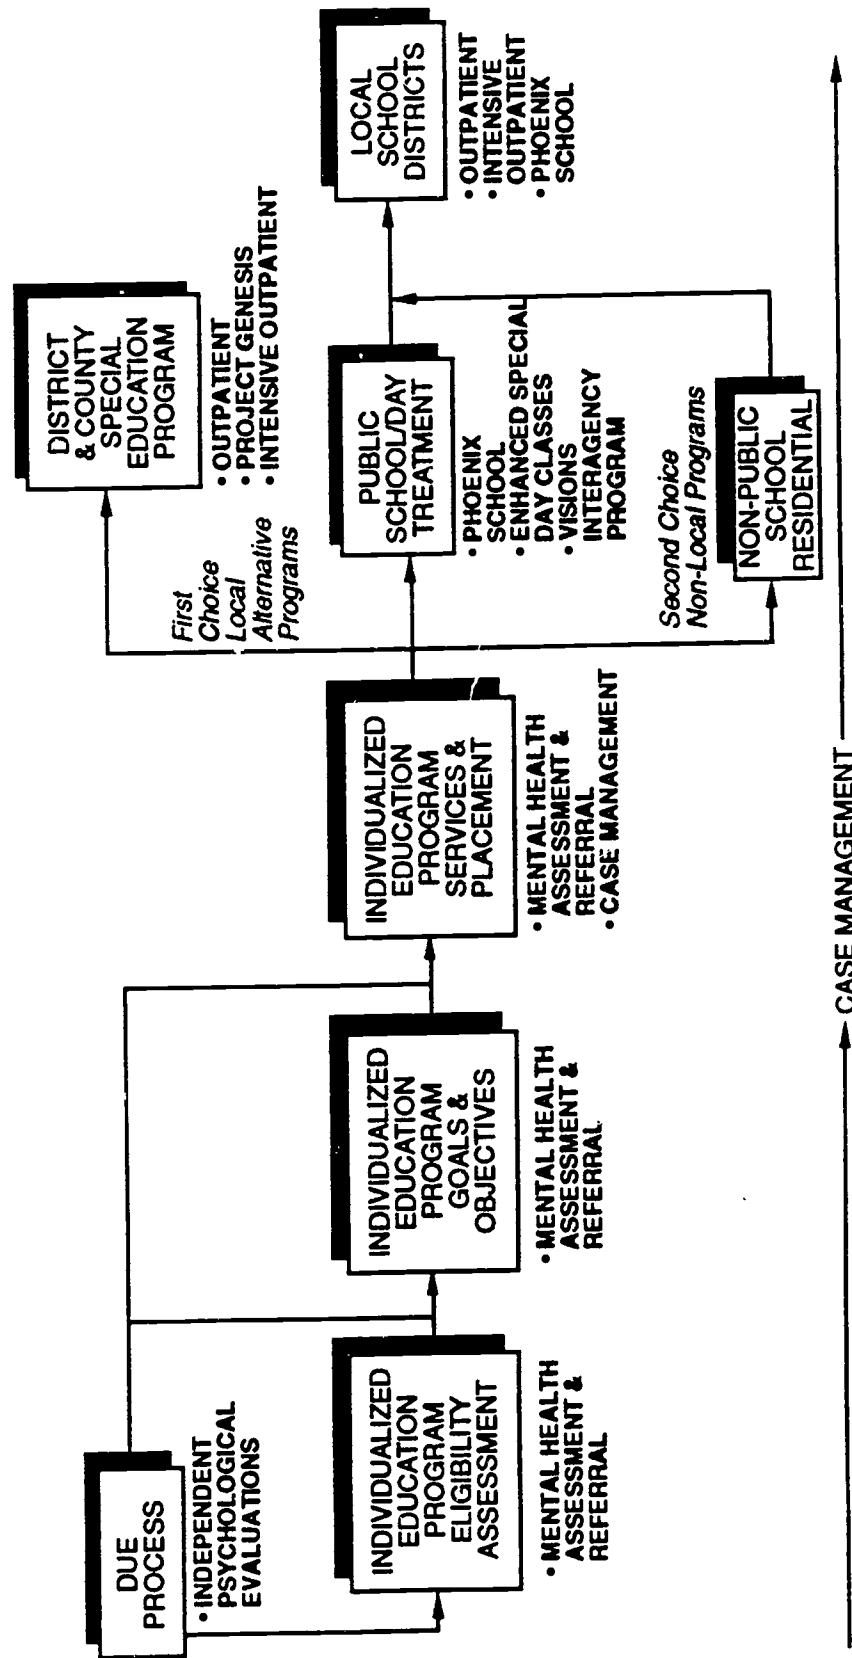 DUE
PROCESS
• INDEPENDENT
PSYCHOLOGICAL
EVALUATIONS
INDIVIDUALIZED
EDUCATION
PROGRAM
ELIGIBILITY
ASSESSMENT
• MENTAL HEALTH
ASSESSMENT &
REFERRAL
INDIVIDUALIZED
EDUCATION
PROGRAM
GOALS &
OBJECTIVES
• MENTAL HEALTH
ASSESSMENT &
REFERRAL
INDIVIDUALIZED
EDUCATION
PROGRAM
SERVICES &
PLACEMENT
• MENTAL HEALTH
ASSESSMENT &
REFERRAL
• CASE MANAGEMENT
First
Choice
Local
Alternative
Programs
DISTRICT
& COUNTY
SPECIAL
EDUCATION
PROGRAM
• OUTPATIENT
• PROJECT GENESIS
• INTENSIVE OUTPATIENT
PUBLIC
SCHOOL/DAY
TREATMENT
• PHOENIX
SCHOOL
• ENHANCED SPECIAL
DAY CLASSES
• VISIONS
INTERAGENCY
PROGRAM
Second Choice
Non-Local Programs
NON-PUBLIC
SCHOOL
RESIDENTIAL
LOCAL
SCHOOL
DISTRICTS
• OUTPATIENT
• INTENSIVE
OUTPATIENT
• PHOENIX
SCHOOL
CASE MANAGEMENT